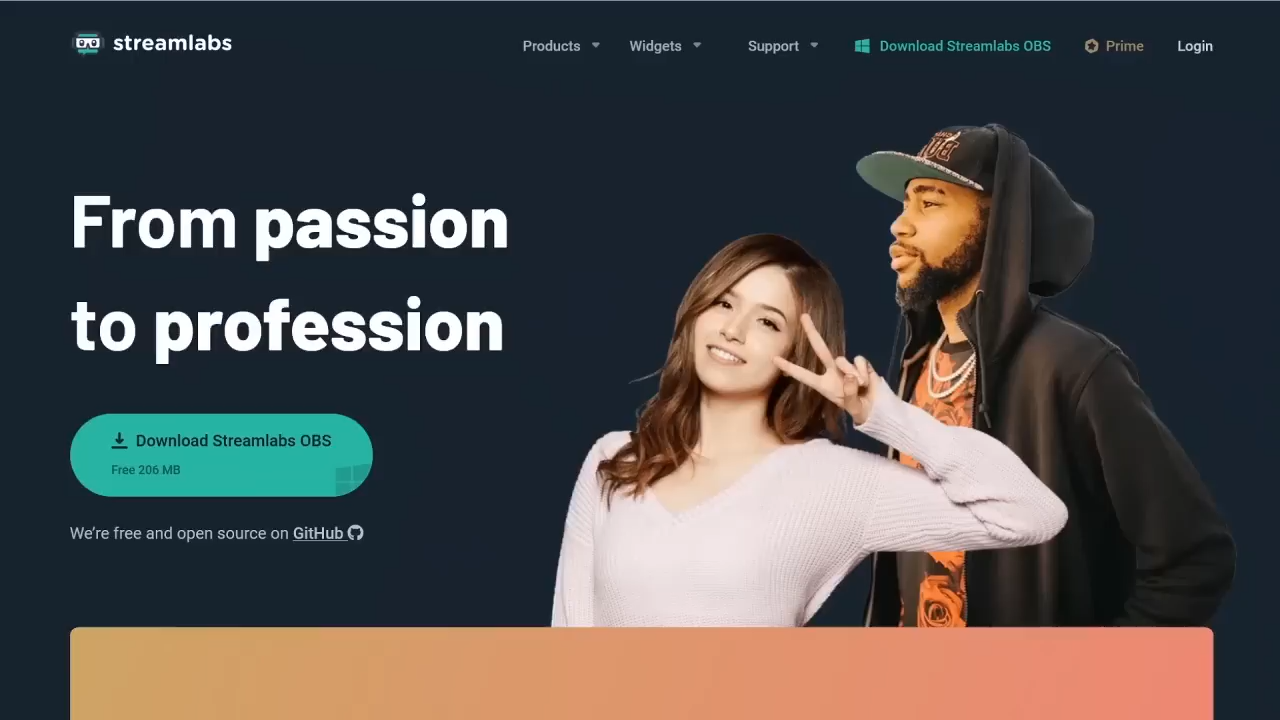 streamlabs
Products
Widgets
Support
Download Streamlabs OBS
Prime
Login
From passion
to profession
Download Streamlabs OBS
Free 206 MB
We’re free and open source on GitHub